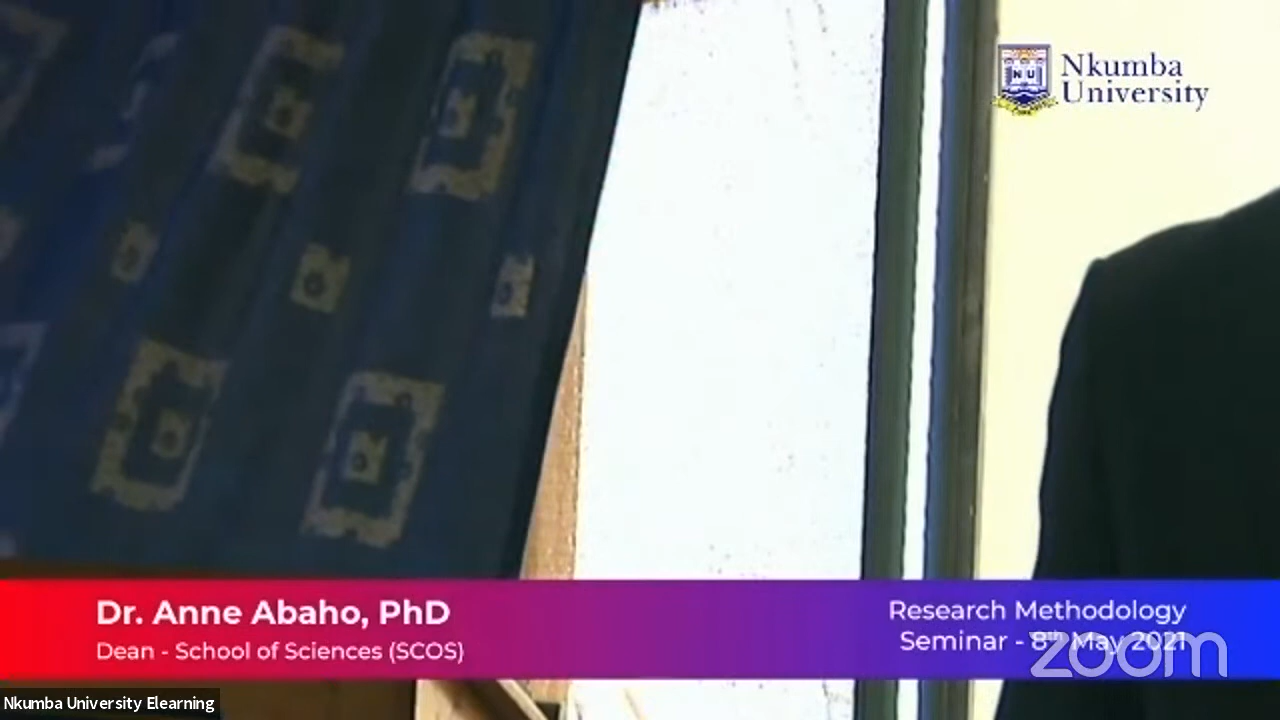 NU
Nkumba
University
Dr. Anne Abaho, PhD
Dean - School of Sciences (SCOS)
Research Methodology
Seminar - 8th May 2021
zoom
Nkumba University Elearning